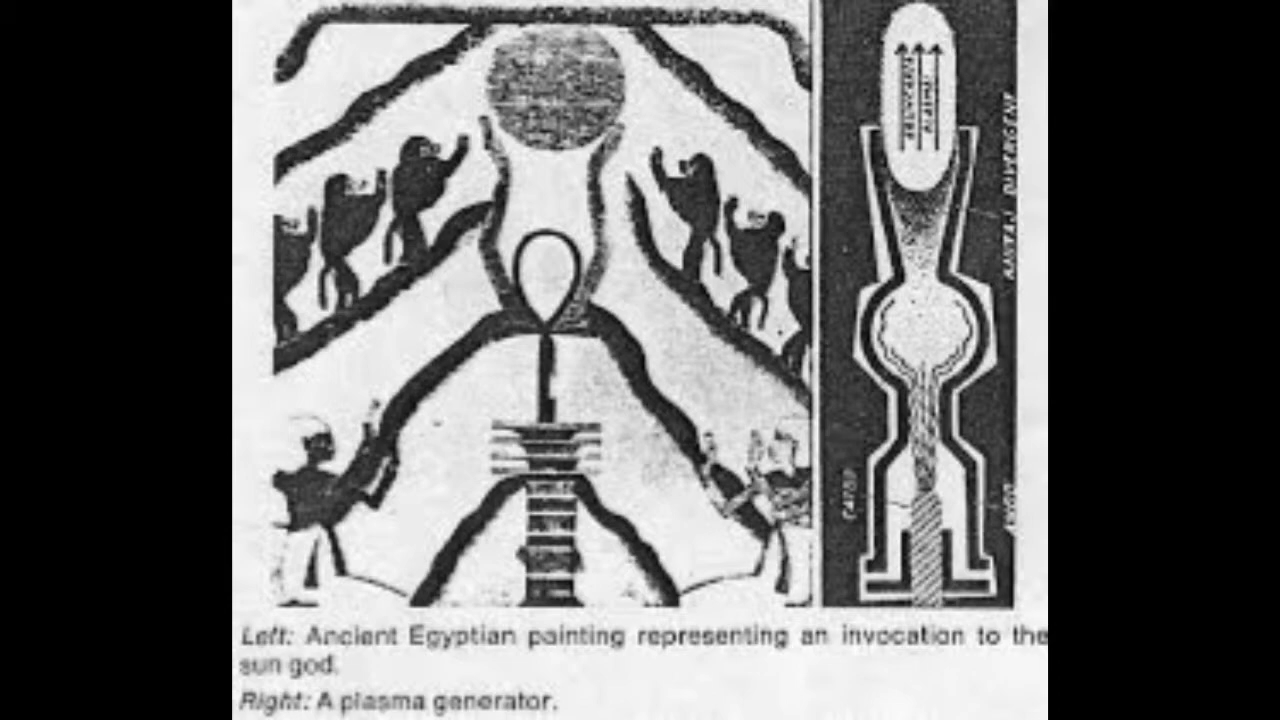 Left: Ancient Egyptian painting representing an invocation to the
sun god.
Right: A plasma generator.